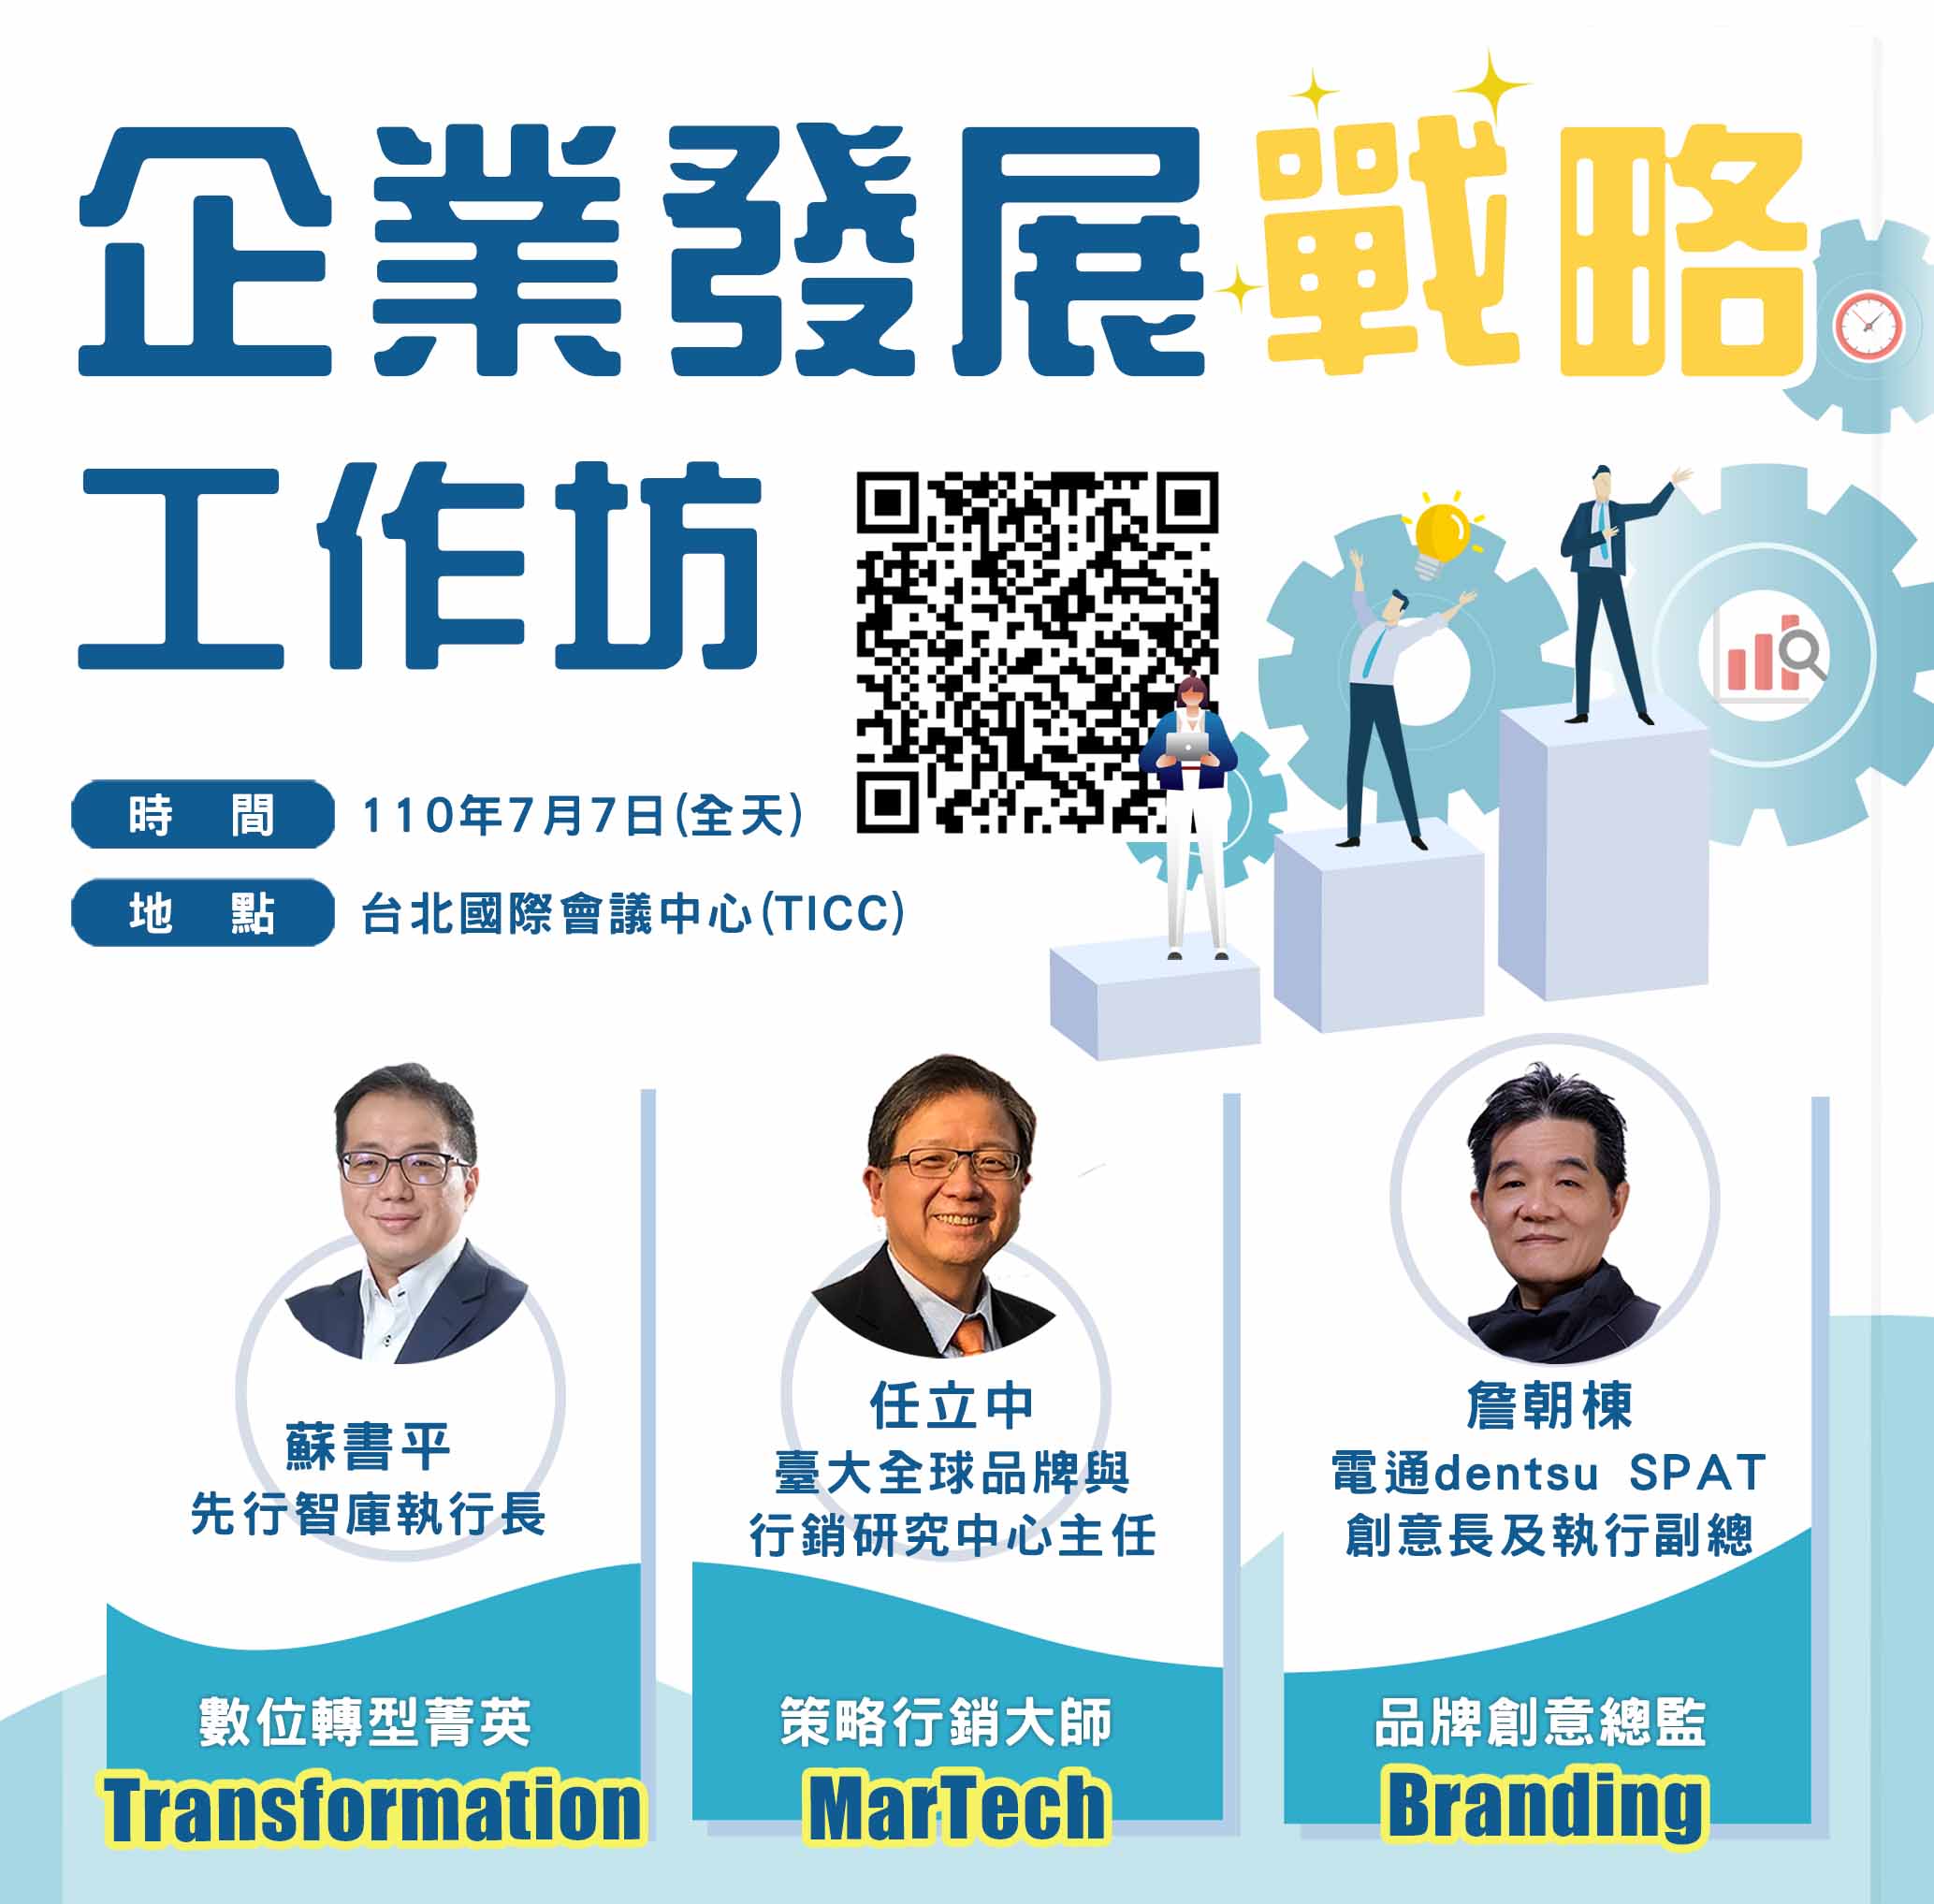 企業發展戰略
工作坊
時 間 110年7月7日(全天)
地 點 台北國際會議中心(TICC)
蘇書平
先行智庫執行長
數位轉型菁英
Transformation
任立中
臺大全球品牌與
行銷研究中心主任
策略行銷大師
MarTech
詹朝棟
電通dentsu SPAT
創意長及執行副總
品牌創意總監
Branding